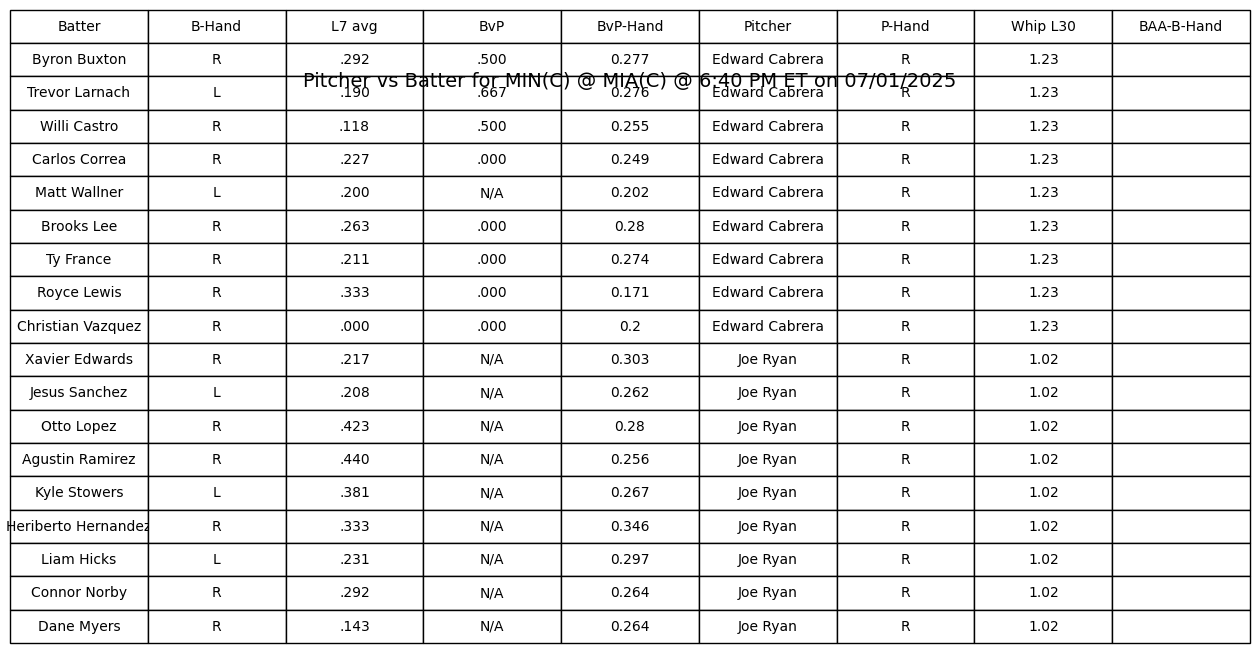 Batter B-Hand L7 avg BvP BvP-Hand Pitcher P-Hand Whip L30 BAA-B-Hand
Byron Buxton R .292 .500 0.277 Edward Cabrera R 1.23
Pitcher vs Batter for MIN(C) @ MIA(C) @ 6:40 PM ET on 07/01/2025
Trevor Larnach L .190 .667 0.276 Edward Cabrera R 1.23
Willi Castro R .118 .500 0.255 Edward Cabrera R 1.23
Carlos Correa R .227 .000 0.249 Edward Cabrera R 1.23
Matt Wallner L .200 N/A 0.202 Edward Cabrera R 1.23
Brooks Lee R .263 .000 0.28 Edward Cabrera R 1.23
Ty France R .211 .000 0.274 Edward Cabrera R 1.23
Royce Lewis R .333 .000 0.171 Edward Cabrera R 1.23
Christian Vazquez R .000 .000 0.2 Edward Cabrera R 1.23
Xavier Edwards R .217 N/A 0.303 Joe Ryan R 1.02
Jesus Sanchez L .208 N/A 0.262 Joe Ryan R 1.02
Otto Lopez R .423 N/A 0.28 Joe Ryan R 1.02
Agustin Ramirez R .440 N/A 0.256 Joe Ryan R 1.02
Kyle Stowers L .381 N/A 0.267 Joe Ryan R 1.02
Heriberto Hernandez R .333 N/A 0.346 Joe Ryan R 1.02
Liam Hicks L .231 N/A 0.297 Joe Ryan R 1.02
Connor Norby R .292 N/A 0.264 Joe Ryan R 1.02
Dane Myers R .143 N/A 0.264 Joe Ryan R 1.02